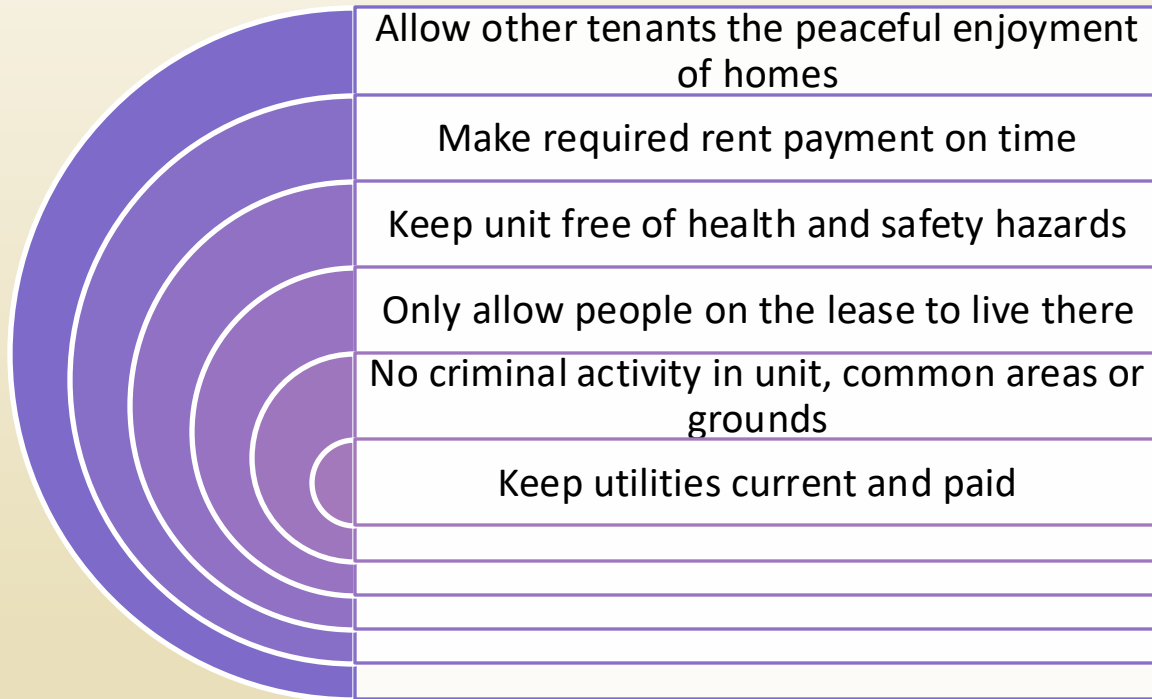 Allow other tenants the peaceful enjoyment
of homes
Make required rent payment on time
Keep unit free of health and safety hazards
Only allow people on the lease to live there
No criminal activity in unit, common areas or
grounds
Keep utilities current and paid